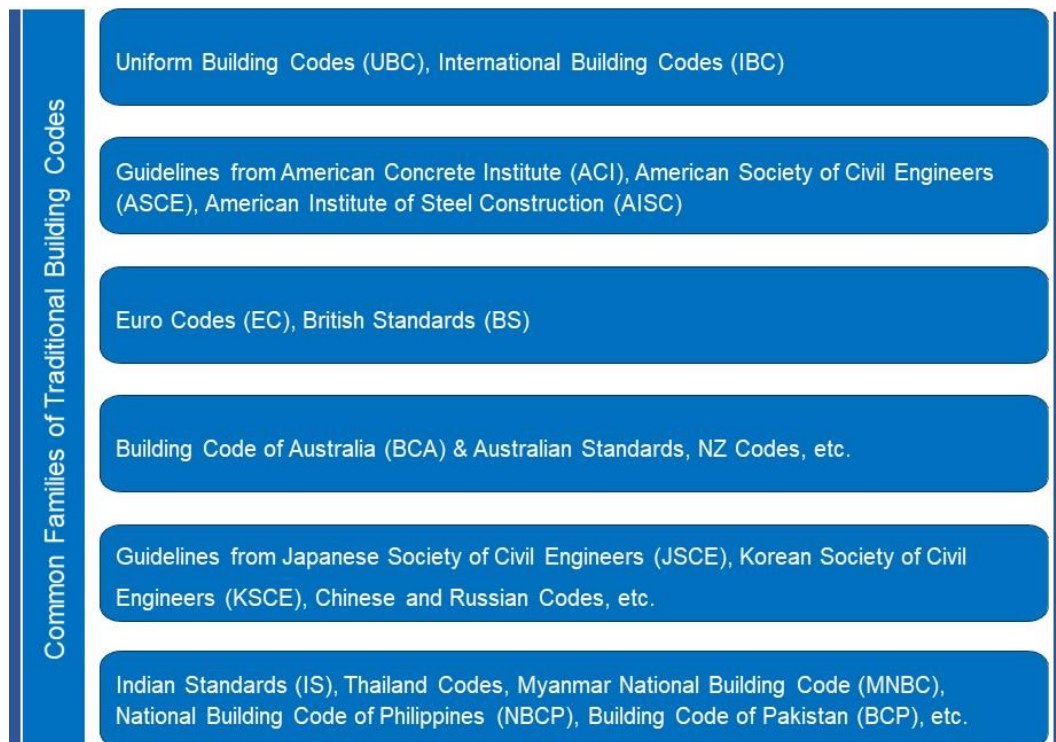 Common Families of Traditional Building Codes
Uniform Building Codes (UBC), International Building Codes (IBC)
Guidelines from American Concrete Institute (ACI), American Society of Civil Engineers
(ASCE), American Institute of Steel Construction (AISC)
Euro Codes (EC), British Standards (BS)
Building Code of Australia (BCA) & Australian Standards, NZ Codes, etc.
Guidelines from Japanese Society of Civil Engineers (JSCE), Korean Society of Civil
Engineers (KSCE), Chinese and Russian Codes, etc.
Indian Standards (IS), Thailand Codes, Myanmar National Building Code (MNBC),
National Building Code of Philippines (NBCP), Building Code of Pakistan (BCP), etc.